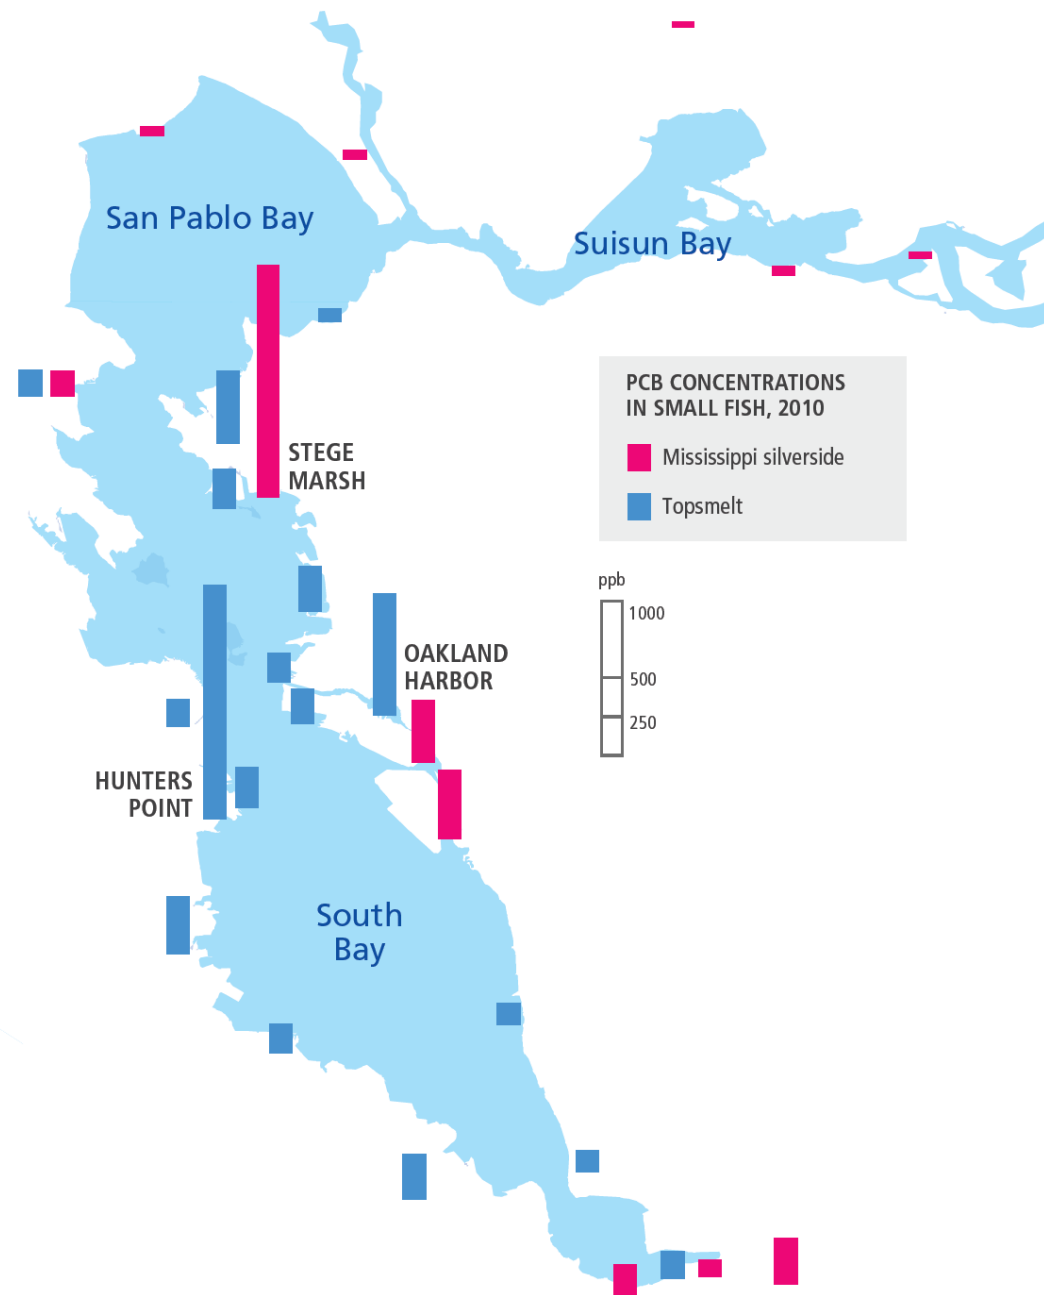 San Pablo Bay
Suisun Bay
PCB CONCENTRATIONS
IN SMALL FISH, 2010
Mississippi silverside
Topsmelt
STEGE
MARSH
ppb
1000
500
250
OAKLAND
HARBOR
HUNTERS
POINT
South
Bay